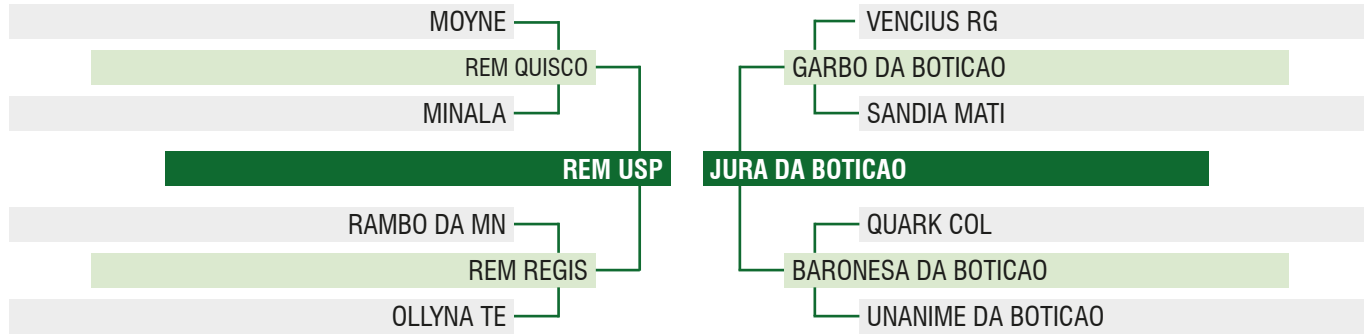 MOYNE
REM QUISCO
MINALA
REM USP
RAMBO DA MN
REM REGIS
OLLYNA TE
VENCIUS RG
GARBO DA BOTICAO
SANDIA MATI
JURA DA BOTICAO
QUARK COL
BARONESA DA BOTICAO
UNANIME DA BOTICAO